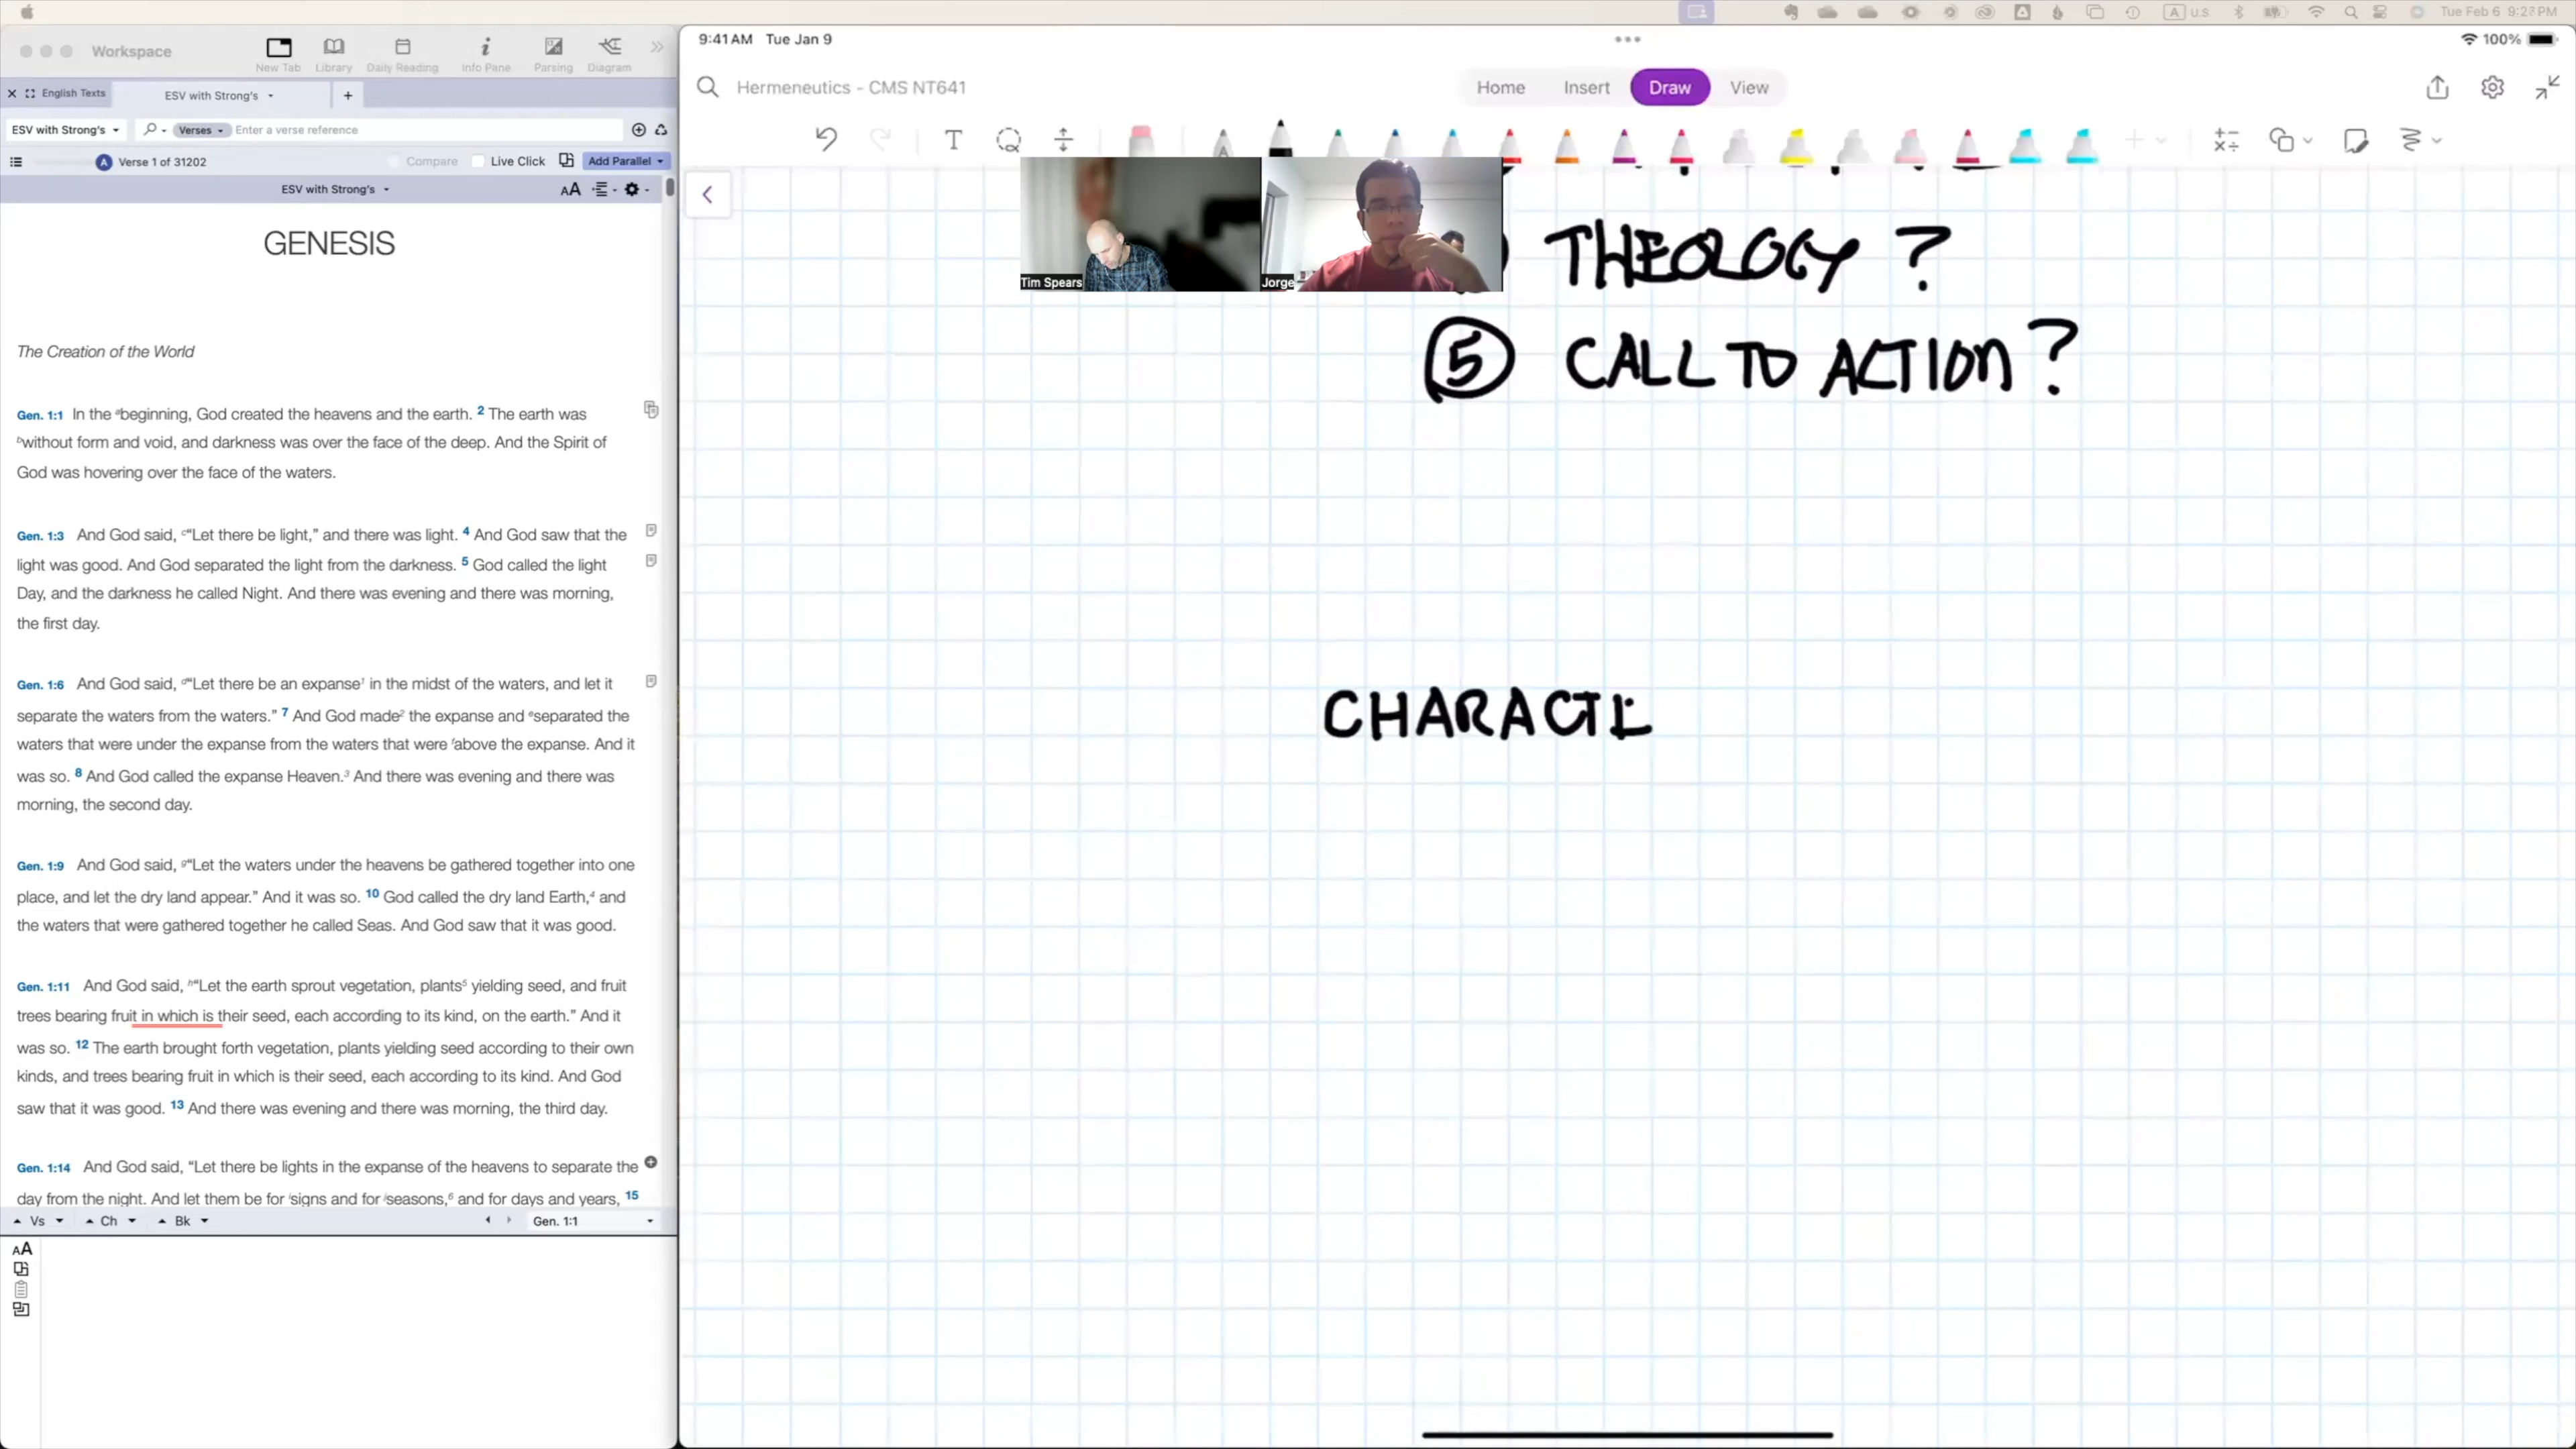 Tue Feb 6 9:23 PM
U.S.
Workspace
New Tab
Library
Daily Reading
Info Pane
Parsing
Diagram
English Texts
ESV with Strong's
ESV with Strong's
Verses
Enter a verse reference
Verse 1 of 31202
Compare
Live Click
Add Parallel
ESV with Strong's
GENESIS
The Creation of the World
Gen. 1:1 In the ᵃbeginning, God created the heavens and the earth. 2 The earth was
ᵇwithout form and void, and darkness was over the face of the deep. And the Spirit of
God was hovering over the face of the waters.
Gen. 1:3 And God said, ᶜ“Let there be light,” and there was light. 4 And God saw that the
light was good. And God separated the light from the darkness. 5 God called the light
Day, and the darkness he called Night. And there was evening and there was morning,
the first day.
Gen. 1:6 And God said, ᵈ“Let there be an expanse¹ in the midst of the waters, and let it
separate the waters from the waters.” 7 And God made² the expanse and ᵉseparated the
waters that were under the expanse from the waters that were ᶠabove the expanse. And it
was so. 8 And God called the expanse Heaven.³ And there was evening and there was
morning, the second day.
Gen. 1:9 And God said, ᵍ“Let the waters under the heavens be gathered together into one
place, and let the dry land appear.” And it was so. 10 God called the dry land Earth,⁴ and
the waters that were gathered together he called Seas. And God saw that it was good.
Gen. 1:11 And God said, ʰ“Let the earth sprout vegetation, plants⁵ yielding seed, and fruit
trees bearing fruit in which is their seed, each according to its kind, on the earth.” And it
was so. 12 The earth brought forth vegetation, plants yielding seed according to their own
kinds, and trees bearing fruit in which is their seed, each according to its kind. And God
saw that it was good. 13 And there was evening and there was morning, the third day.
Gen. 1:14 And God said, “Let there be lights in the expanse of the heavens to separate the
day from the night. And let them be for ⁱsigns and for ʲseasons,⁶ and for days and years, 15
Vs
Ch
Bk
Gen. 1:1
9:41 AM Tue Jan 9
100%
Hermeneutics - CMS NT641
Home
Insert
Draw
View
Tim Spears
Jorge
THEOLOGY ?
5 CALL TO ACTION ?
CHARACTE